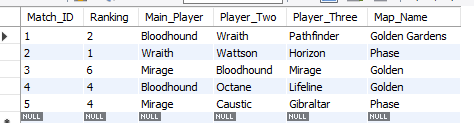 Match_ID Ranking Main_Player Player_Two Player_Three Map_Name
1 2 Bloodhound Wraith Pathfinder Golden Gardens
2 1 Wraith Wattson Horizon Phase
3 6 Mirage Bloodhound Mirage Golden
4 4 Bloodhound Octane Lifeline Golden
5 4 Mirage Caustic Gibraltar Phase
NULL NULL NULL NULL NULL NULL